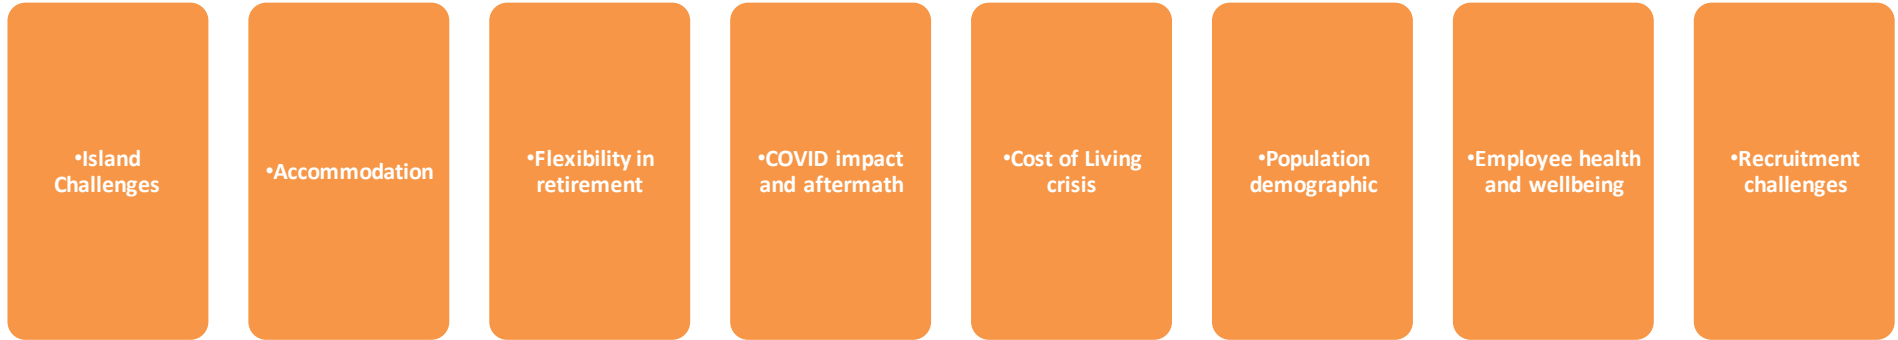 •Island
Challenges
•Accommodation
•Flexibility in
retirement
•COVID impact
and aftermath
•Cost of Living
crisis
•Population
demographic
•Employee health
and wellbeing
•Recruitment
challenges